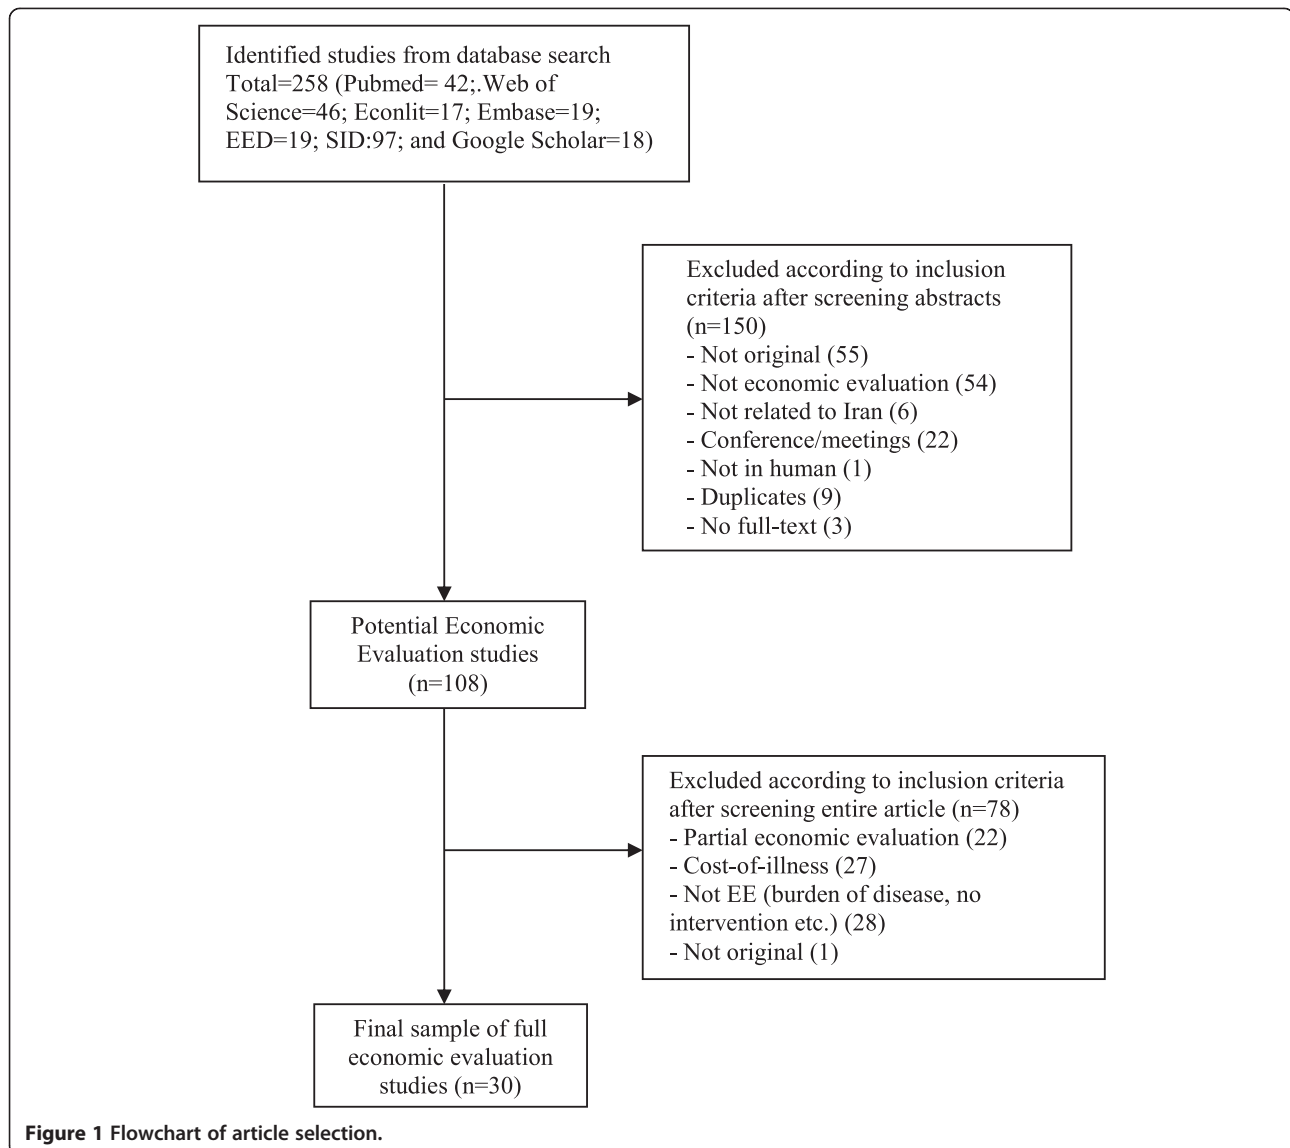 Identified studies from database search
Total=258 (Pubmed= 42;.Web of
Science=46; Econlit=17; Embase=19;
EED=19; SID:97; and Google Scholar=18)
Excluded according to inclusion
criteria after screening abstracts
(n=150)
- Not original (55)
- Not economic evaluation (54)
- Not related to Iran (6)
- Conference/meetings (22)
- Not in human (1)
- Duplicates (9)
- No full-text (3)
Potential Economic
Evaluation studies
(n=108)
Excluded according to inclusion criteria
after screening entire article (n=78)
- Partial economic evaluation (22)
- Cost-of-illness (27)
- Not EE (burden of disease, no
intervention etc.) (28)
- Not original (1)
Final sample of full
economic evaluation
studies (n=30)
Figure 1 Flowchart of article selection.